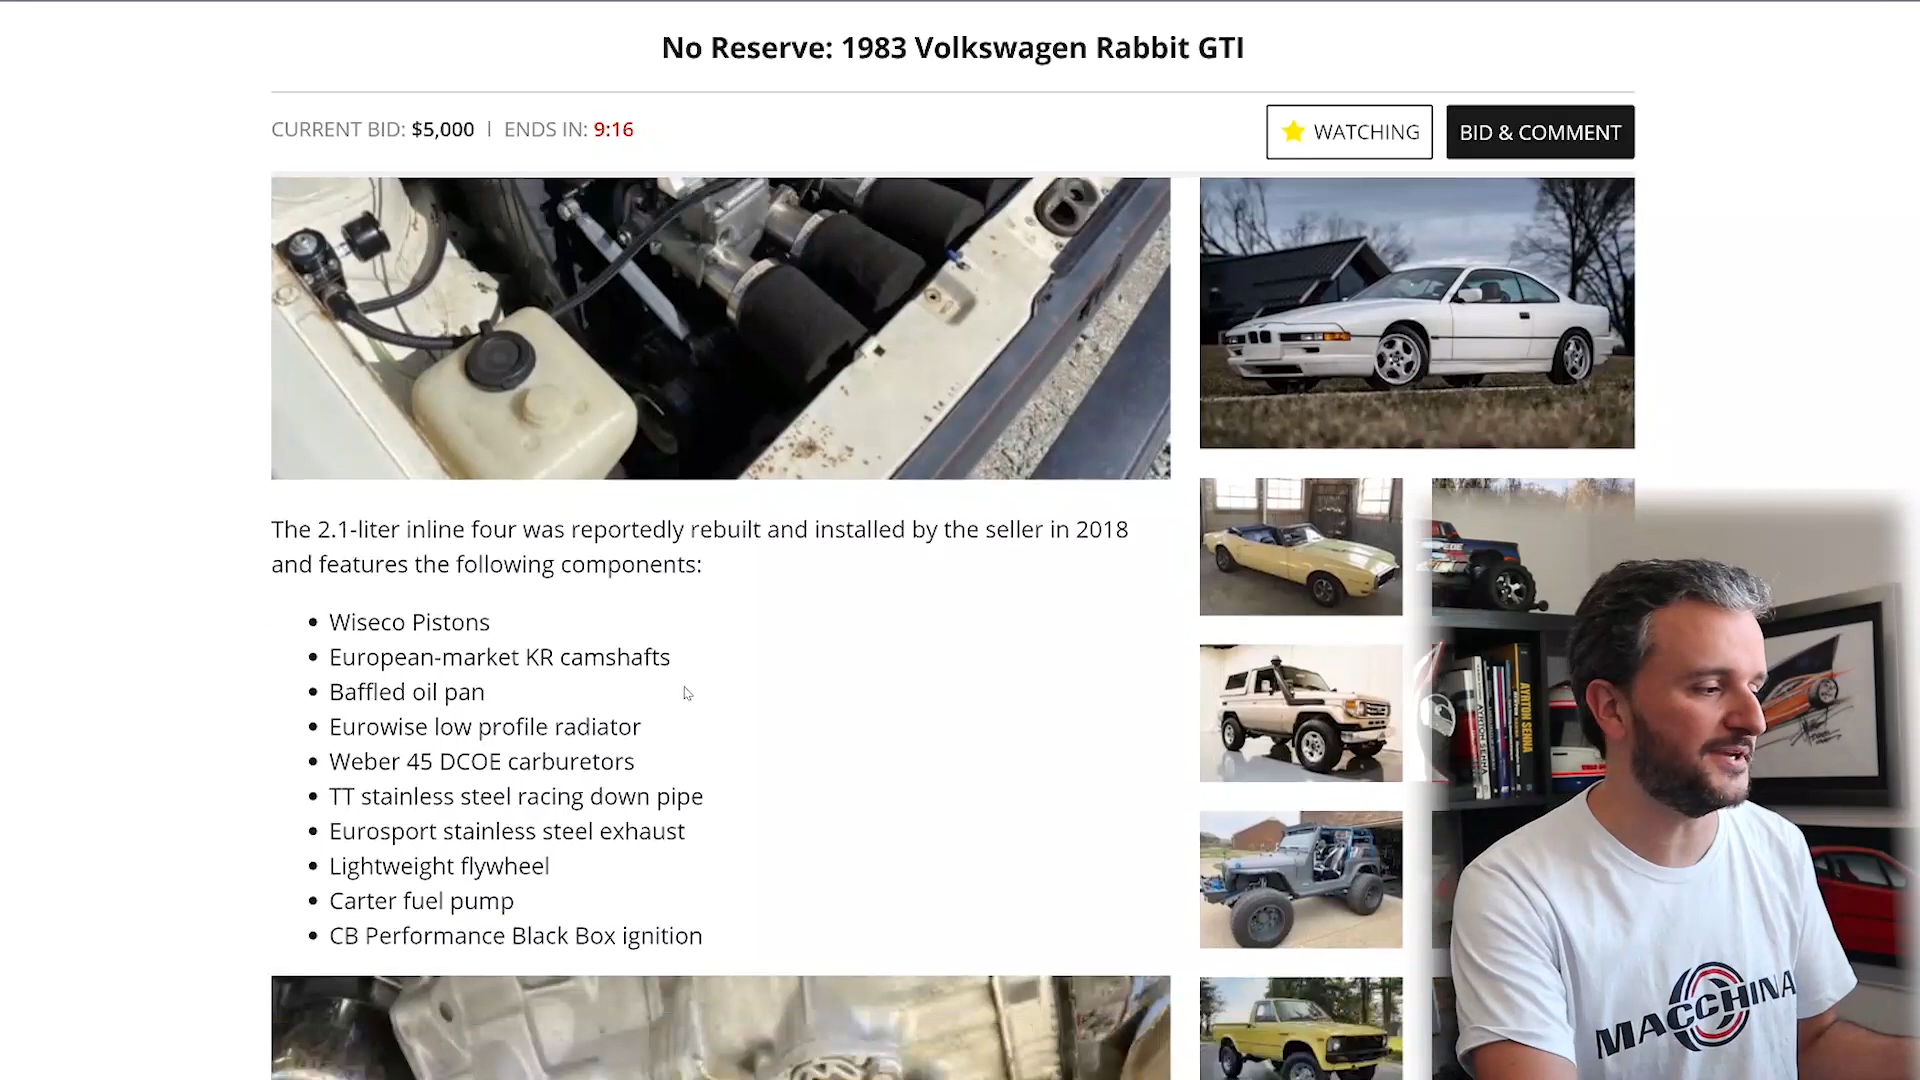 No Reserve: 1983 Volkswagen Rabbit GTI
CURRENT BID: $5,000 | ENDS IN: 9:16
WATCHING
BID & COMMENT
The 2.1-liter inline four was reportedly rebuilt and installed by the seller in 2018
and features the following components:
• Wiseco Pistons
• European-market KR camshafts
• Baffled oil pan
• Eurowise low profile radiator
• Weber 45 DCOE carburetors
• TT stainless steel racing down pipe
• Eurosport stainless steel exhaust
• Lightweight flywheel
• Carter fuel pump
• CB Performance Black Box ignition
AYRTON SENNA
AYRTON SENNA
MACCHINA